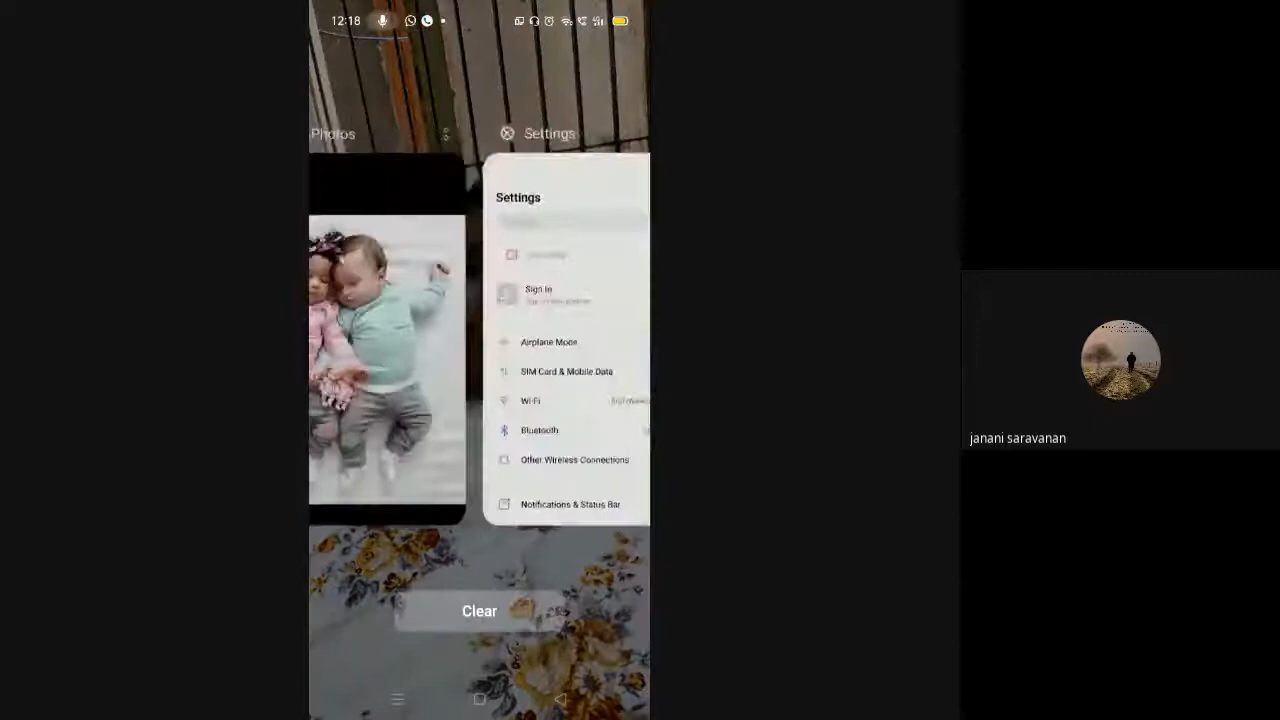 12:18
Photos
Settings
Settings
Sign In
Airplane Mode
SIM Card & Mobile Data
Wi-Fi
Bluetooth
Other Wireless Connections
Notifications & Status Bar
Clear
janani saravanan